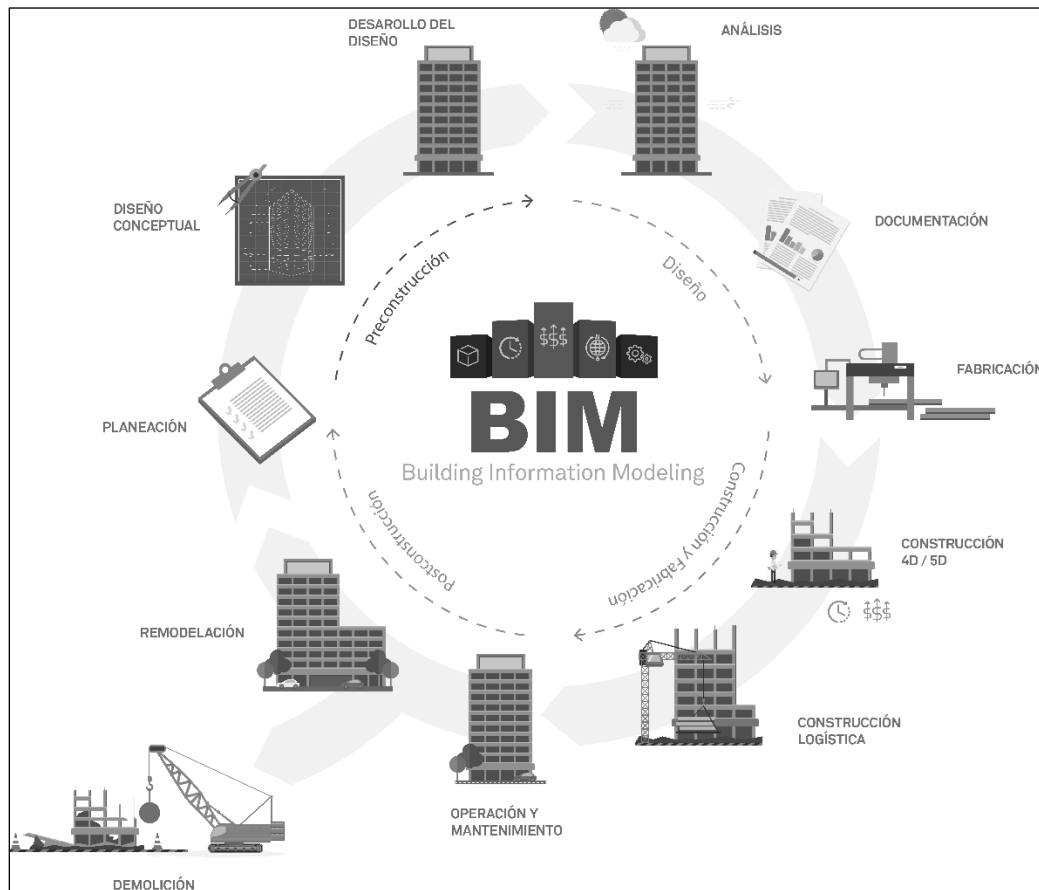 DESAROLLO DEL
DISEÑO
ANÁLISIS
DISEÑO
CONCEPTUAL
DOCUMENTACIÓN
Preconstrucción
Diseño
$$$
FABRICACIÓN
PLANEACIÓN
BIM
Building Information Modeling
Postconstrucción
Construcción y Fabricación
CONSTRUCCIÓN
4D / 5D
$$$
REMODELACIÓN
CONSTRUCCIÓN
LOGÍSTICA
OPERACIÓN Y
MANTENIMIENTO
DEMOLICIÓN